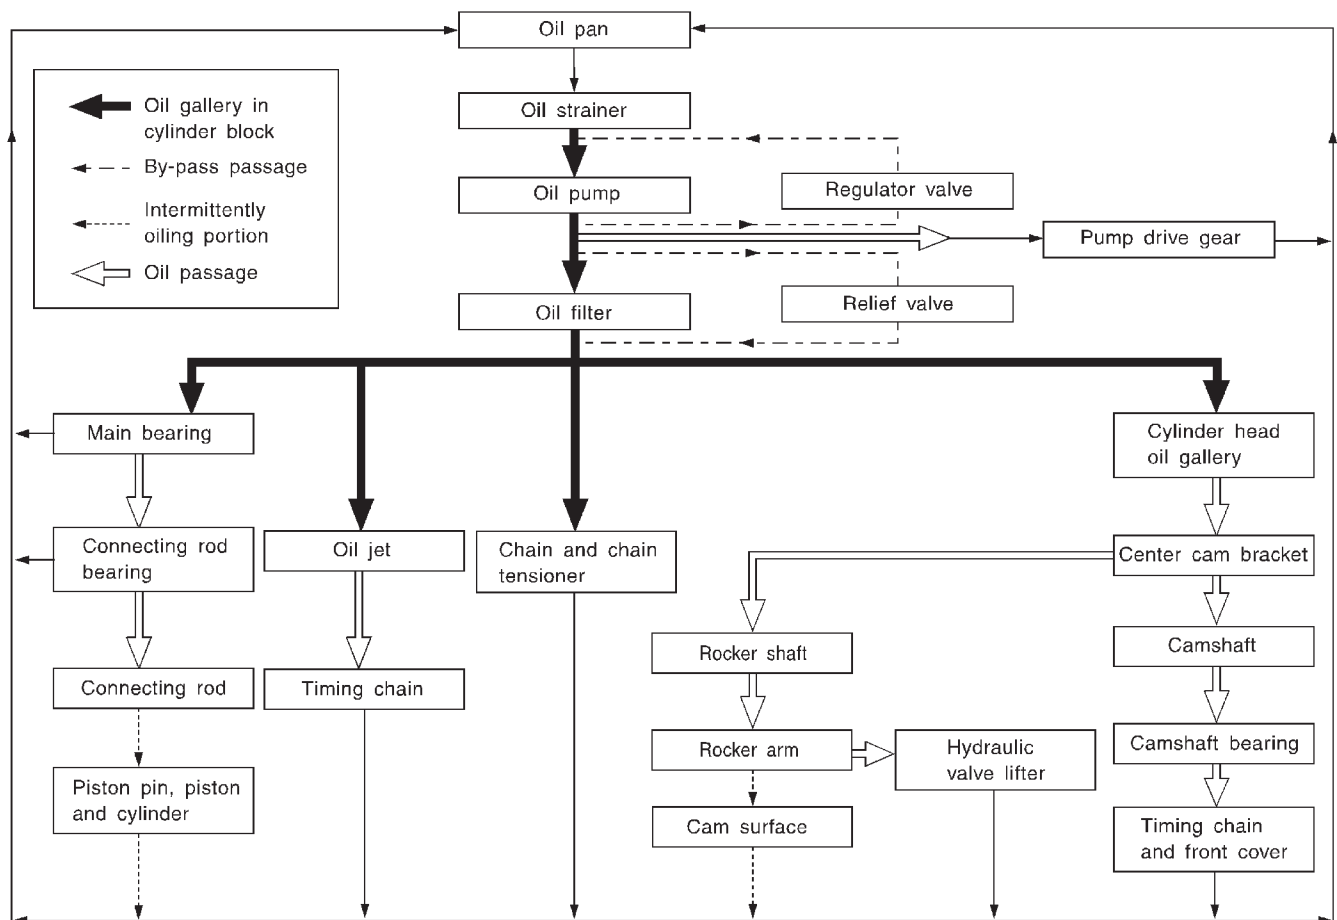 Oil pan
Oil gallery in
cylinder block
By-pass passage
Intermittently
oiling portion
Oil passage
Oil strainer
Oil pump
Regulator valve
Pump drive gear
Oil filter
Relief valve
Main bearing
Cylinder head
oil gallery
Connecting rod
bearing
Oil jet
Chain and chain
tensioner
Center cam bracket
Rocker shaft
Camshaft
Connecting rod
Timing chain
Rocker arm
Hydraulic
valve lifter
Camshaft bearing
Piston pin, piston
and cylinder
Cam surface
Timing chain
and front cover